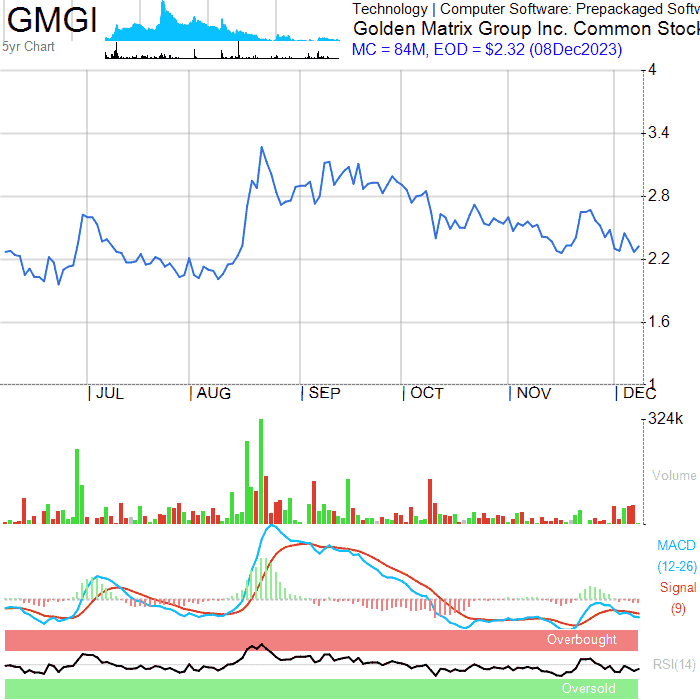 GMGI
5yr Chart
Technology | Computer Software: Prepackaged Softw
Golden Matrix Group Inc. Common Stock
MC = 84M, EOD = $2.32 (08Dec2023)
4
3.4
2.8
2.2
1.6
1
JUL AUG SEP OCT NOV DEC
324k
Volume
MACD
(12-26)
Signal
(9)
Overbought
RSI(14)
Oversold